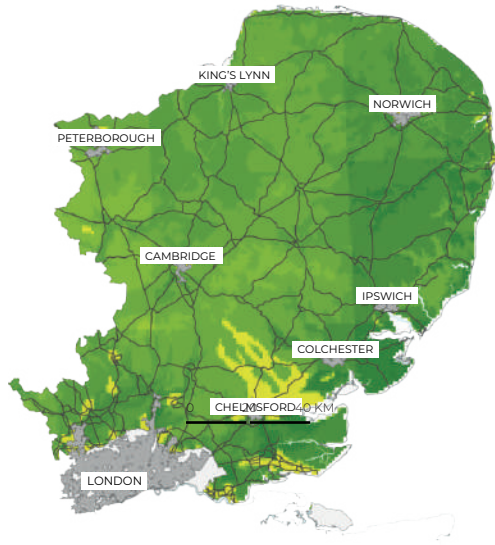 KING'S LYNN
NORWICH
PETERBOROUGH
CAMBRIDGE
IPSWICH
COLCHESTER
CHELMSFORD
0 20 40 KM
LONDON